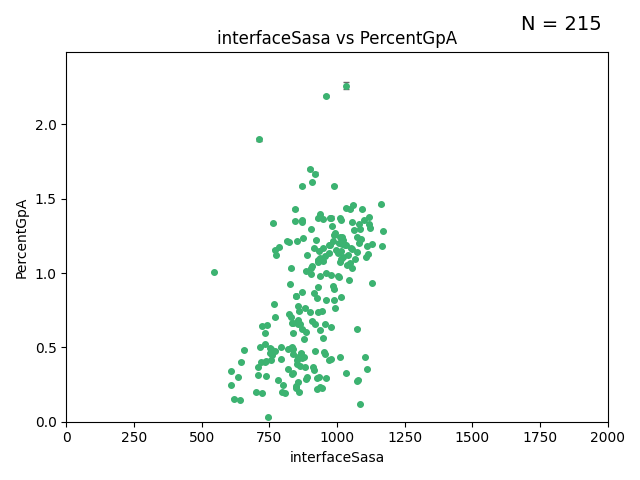 N = 215
interfaceSasa vs PercentGpA
PercentGpA
2.0
1.5
1.0
0.5
0.0
0 250 500 750 1000 1250 1500 1750 2000
interfaceSasa